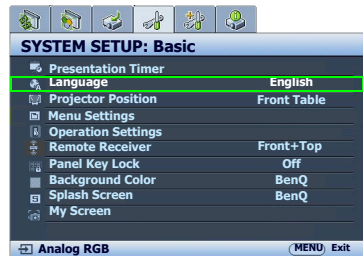 SYSTEM SETUP: Basic
Presentation Timer
Language English
Projector Position Front Table
Menu Settings
Operation Settings
Remote Receiver Front+Top
Panel Key Lock Off
Background Color BenQ
Splash Screen BenQ
My Screen
Analog RGB MENU Exit